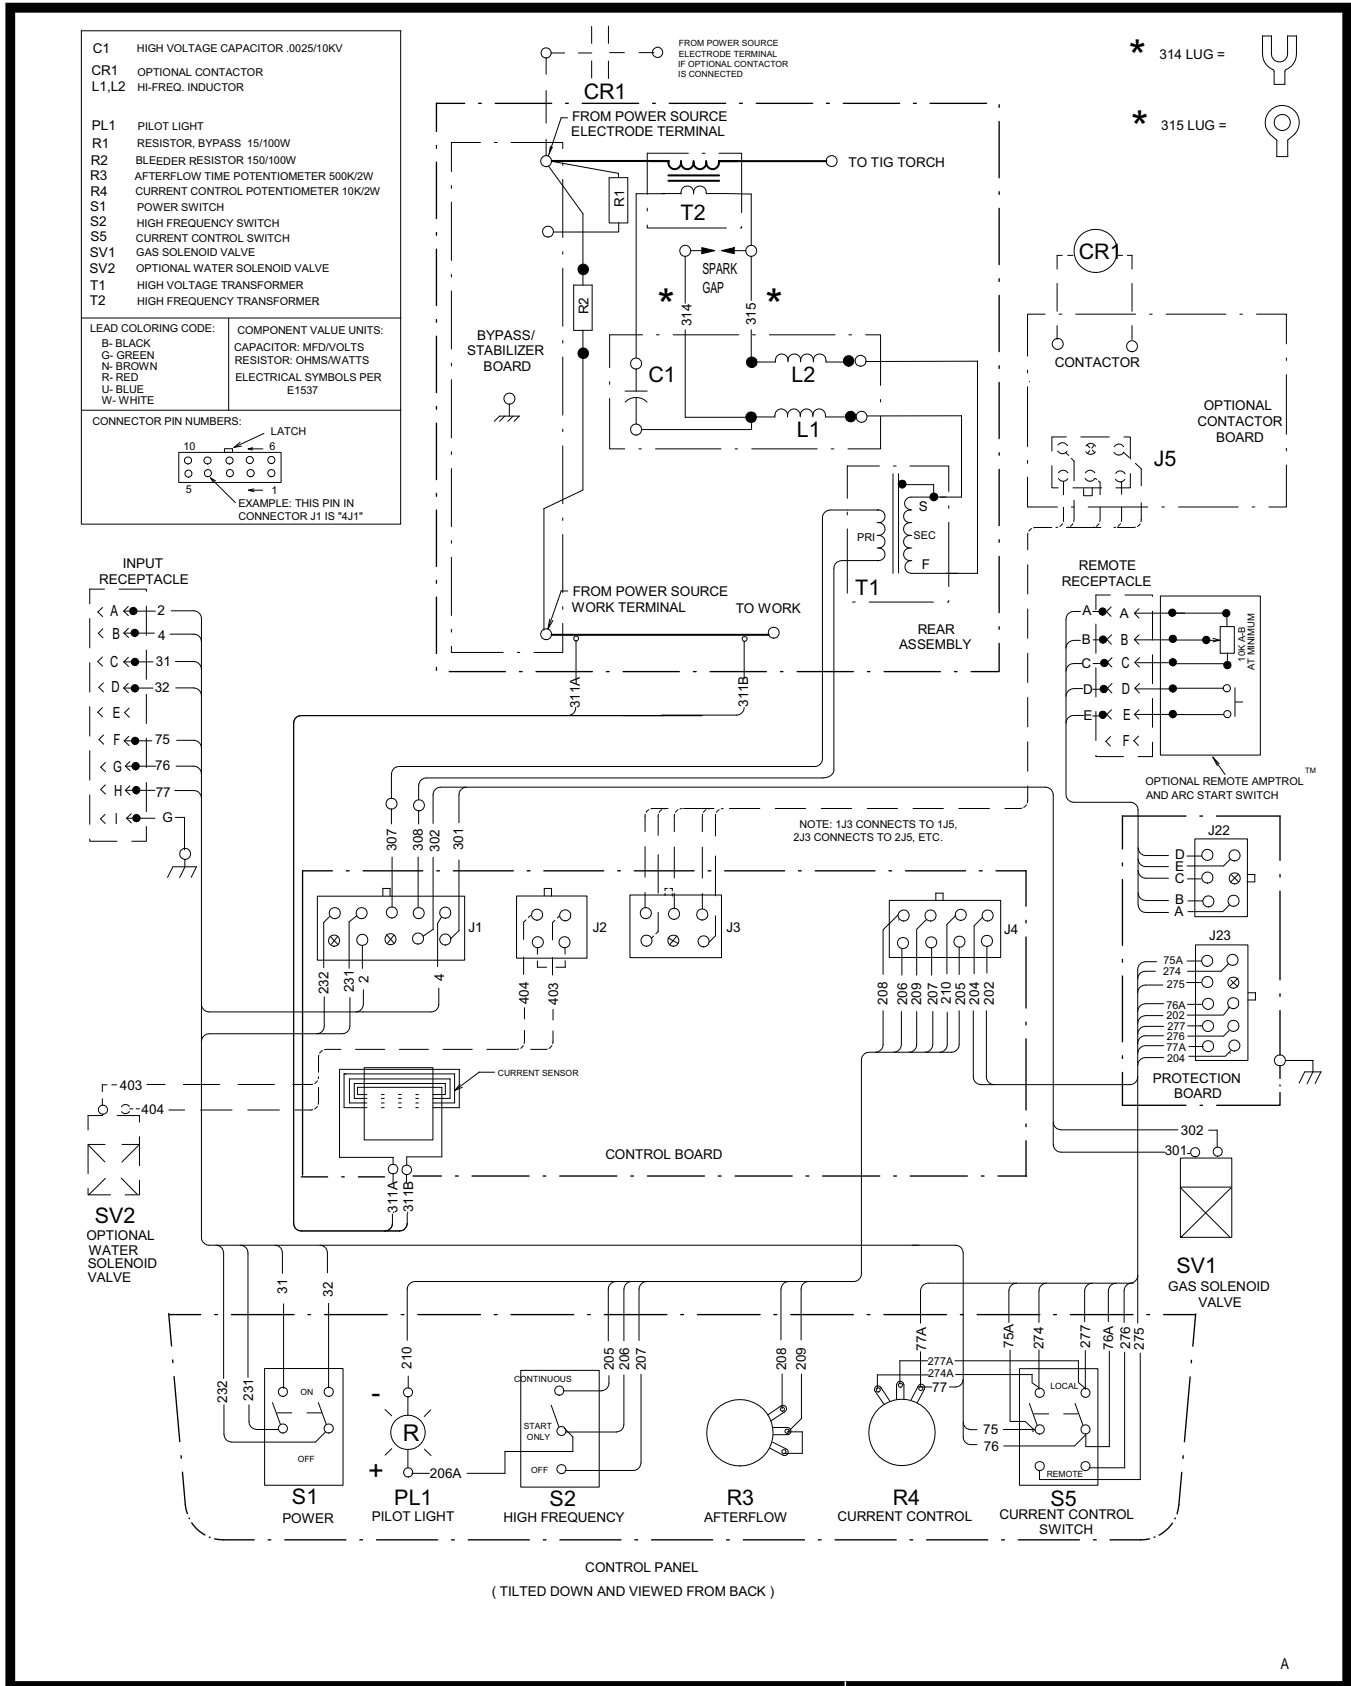 C1 HIGH VOLTAGE CAPACITOR .0025/10KV
CR1 OPTIONAL CONTACTOR
L1,L2 HI-FREQ. INDUCTOR
PL1 PILOT LIGHT
R1 RESISTOR, BYPASS 15/100W
R2 BLEEDER RESISTOR 150/100W
R3 AFTERFLOW TIME POTENTIOMETER 500K/2W
R4 CURRENT CONTROL POTENTIOMETER 10K/2W
S1 POWER SWITCH
S2 HIGH FREQUENCY SWITCH
S5 CURRENT CONTROL SWITCH
SV1 GAS SOLENOID VALVE
SV2 OPTIONAL WATER SOLENOID VALVE
T1 HIGH VOLTAGE TRANSFORMER
T2 HIGH FREQUENCY TRANSFORMER
LEAD COLORING CODE:
B- BLACK
G- GREEN
N- BROWN
R- RED
U- BLUE
W- WHITE
COMPONENT VALUE UNITS:
CAPACITOR: MFD/VOLTS
RESISTOR: OHMS/WATTS
ELECTRICAL SYMBOLS PER
E1537
CONNECTOR PIN NUMBERS:
LATCH
10 6
5 1
EXAMPLE: THIS PIN IN
CONNECTOR J1 IS "4J1"
FROM POWER SOURCE
ELECTRODE TERMINAL
IF OPTIONAL CONTACTOR
IS CONNECTED
CR1
* 314 LUG =
* 315 LUG =
FROM POWER SOURCE
ELECTRODE TERMINAL
TO TIG TORCH
R1
T2
SPARK
GAP
*
*
314
315
R2
BYPASS/
STABILIZER
BOARD
C1
L2
L1
S
PRI
SEC
F
T1
FROM POWER SOURCE
WORK TERMINAL
TO WORK
REAR
ASSEMBLY
311A
311B
CR1
CONTACTOR
OPTIONAL
CONTACTOR
BOARD
J5
INPUT
RECEPTACLE
A 2
B 4
C 31
D 32
E
F 75
G 76
H 77
I G
REMOTE
RECEPTACLE
A A
B B
C C
D D
E E
F
10K A-B
AT MINIMUM
OPTIONAL REMOTE AMPTROL TM
AND ARC START SWITCH
307
308
302
301
NOTE: 1J3 CONNECTS TO 1J5,
2J3 CONNECTS TO 2J5, ETC.
J1
J2
J3
J4
232
231
2
4
404
403
208
206
209
207
210
205
204
202
J22
D
E
C
B
A
J23
75A
274
275
76A
202
277
276
77A
204
PROTECTION
BOARD
CURRENT SENSOR
CONTROL BOARD
311A
311B
403
404
SV2
OPTIONAL
WATER
SOLENOID
VALVE
302
301
SV1
GAS SOLENOID
VALVE
31
32
232
231
ON
OFF
S1
POWER
210
-
R
+
206A
PL1
PILOT LIGHT
205
206
207
CONTINUOUS
START
ONLY
OFF
S2
HIGH FREQUENCY
208
209
R3
AFTERFLOW
77A
277A
274A
77
R4
CURRENT CONTROL
75A
274
277
76A
276
275
LOCAL
75
76
REMOTE
S5
CURRENT CONTROL
SWITCH
CONTROL PANEL
( TILTED DOWN AND VIEWED FROM BACK )
A